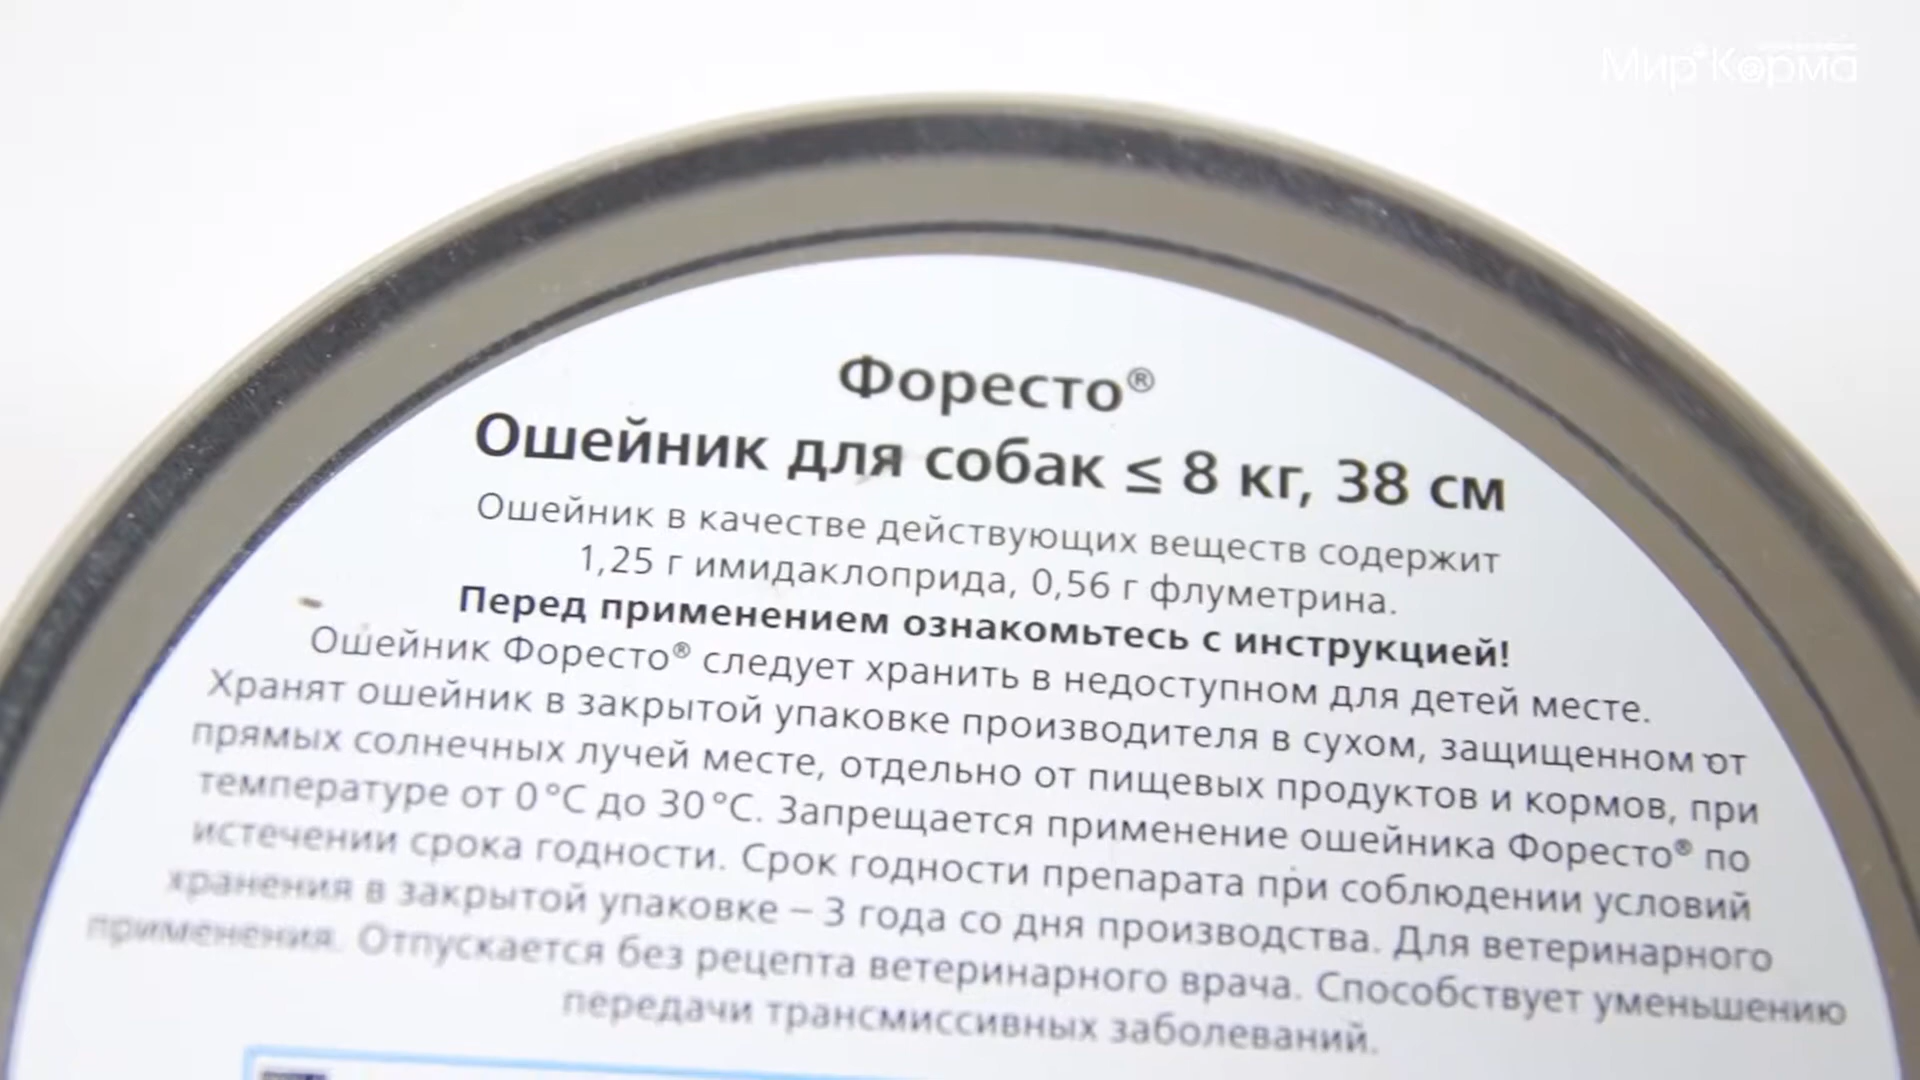 Мир Корма
Форесто®
Ошейник для собак ≤ 8 кг, 38 см
Ошейник в качестве действующих веществ содержит
1,25 г имидаклоприда, 0,56 г флуметрина.
Перед применением ознакомьтесь с инструкцией!
Ошейник Форесто® следует хранить в недоступном для детей месте.
Хранят ошейник в закрытой упаковке производителя в сухом, защищенном от
прямых солнечных лучей месте, отдельно от пищевых продуктов и кормов, при
температуре от 0 °C до 30 °C. Запрещается применение ошейника Форесто® по
истечении срока годности. Срок годности препарата при соблюдении условий
хранения в закрытой упаковке – 3 года со дня производства. Для ветеринарного
применения. Отпускается без рецепта ветеринарного врача. Способствует уменьшению
передачи трансмиссивных заболеваний.